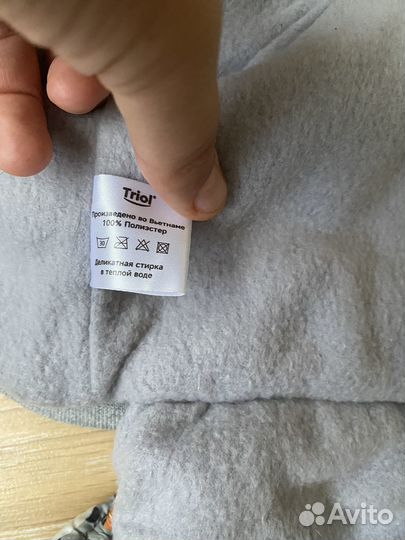 Triol®
Произведено во Вьетнаме
100% Полиэстер
30
Деликатная стирка
в теплой воде
Avito